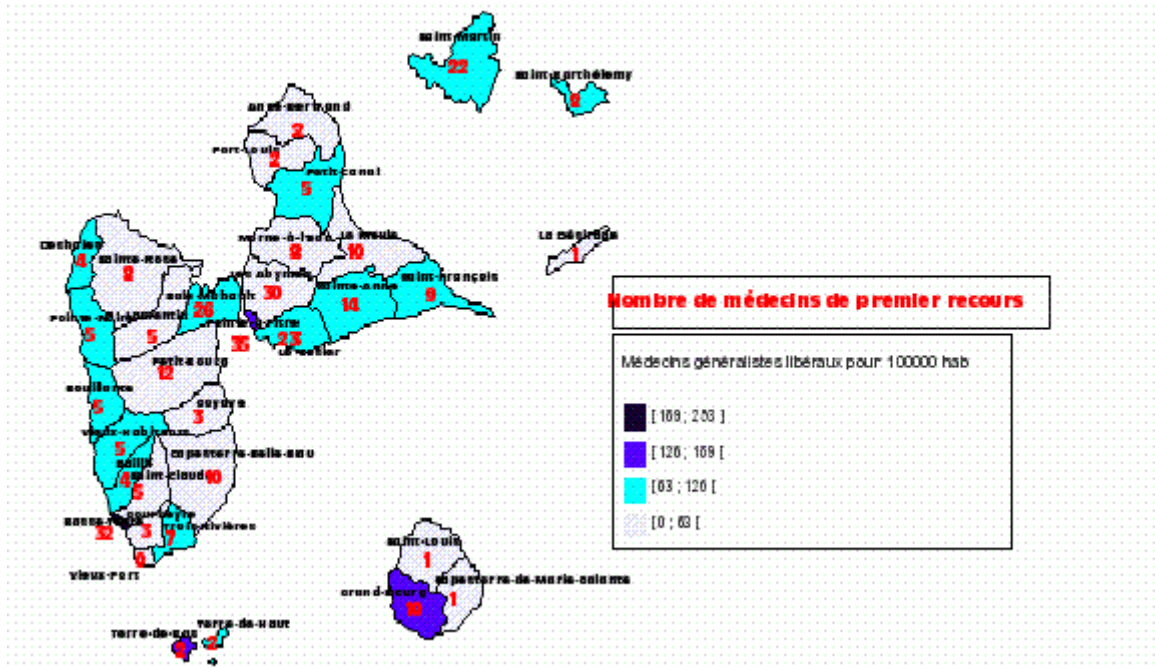 Saint-Martin
22
Saint-Barthélemy
Anse-Bertrand
Port-Louis
2
Petit-Canal
5
Morne-à-l'eau
Le Moule
10
La Désirade
1
Deshaies
4
Sainte-Rose
Les Abymes
30
Sainte-Anne
14
Saint-François
9
Baie-Mahault
26
Pointe-Noire
5
Lamentin
5
Pointe-à-Pitre
35
23
Le Gosier
Petit-Bourg
12
Bouillante
5
Goyave
3
Vieux-Habitants
5
Baillif
4
Saint-Claude
Capesterre-Belle-Eau
10
Basse-Terre
32
Gourbeyre
3
Trois-Rivières
7
0
Vieux-Fort
Saint-Louis
1
Capesterre-de-Marie-Galante
1
Grand-Bourg
Terre-de-Bas
Terre-de-Haut
2
Nombre de médecins de premier recours
Médecins généralistes libéraux pour 100000 hab
[ 189 ; 253 ]
[ 126 ; 189 [
[ 63 ; 126 [
[ 0 ; 63 [